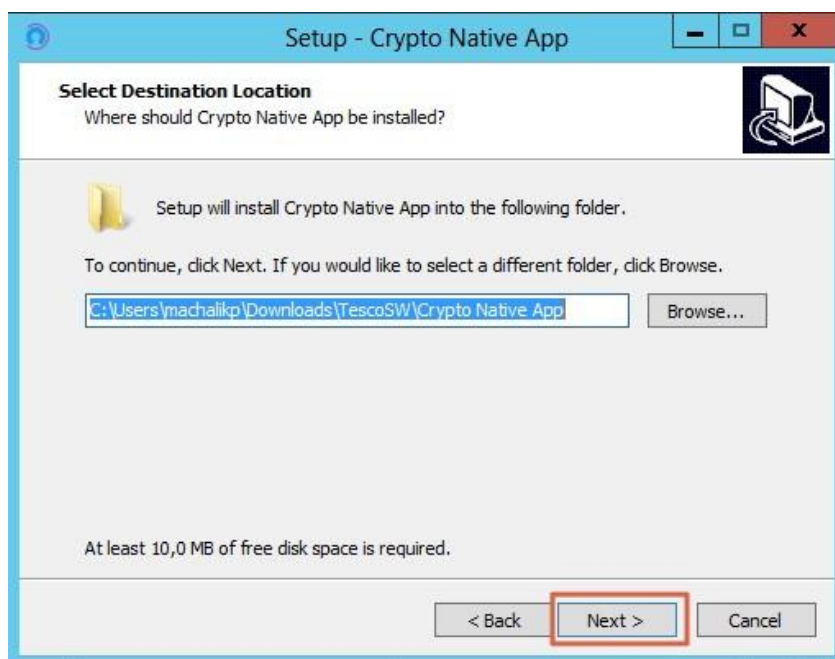 Setup - Crypto Native App
Select Destination Location
Where should Crypto Native App be installed?
Setup will install Crypto Native App into the following folder.
To continue, click Next. If you would like to select a different folder, click Browse.
C:\Users\machalikp\Downloads\TescoSW\Crypto Native App
Browse...
At least 10,0 MB of free disk space is required.
< Back
Next >
Cancel